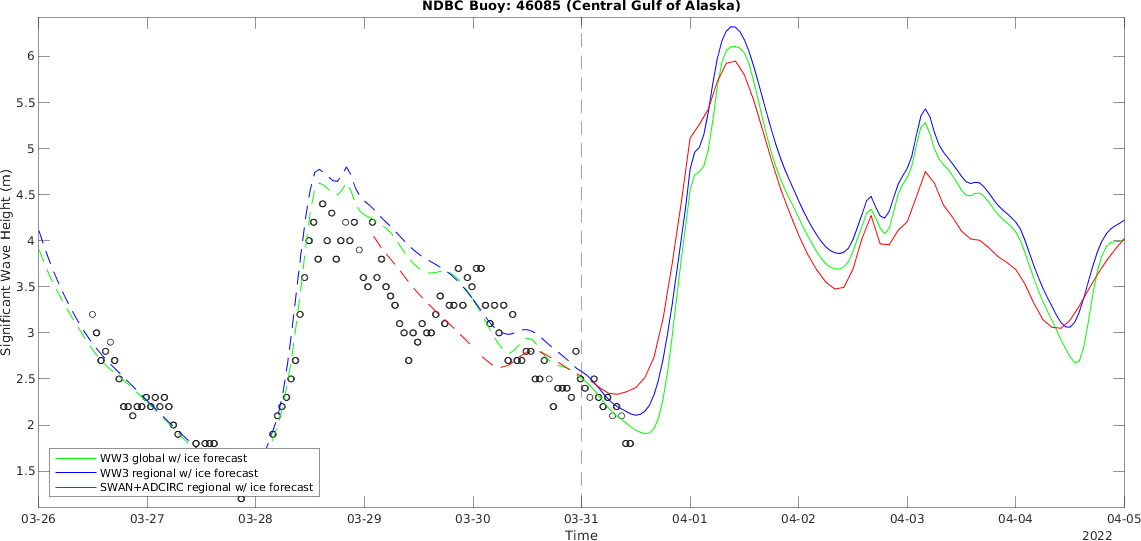 NDBC Buoy: 46085 (Central Gulf of Alaska)
6
5.5
5
4.5
4
3.5
3
2.5
2
1.5
Significant Wave Height (m)
WW3 global w/ ice forecast
WW3 regional w/ ice forecast
SWAN+ADCIRC regional w/ ice forecast
03-26 03-27 03-28 03-29 03-30 03-31 04-01 04-02 04-03 04-04 04-05
Time
2022